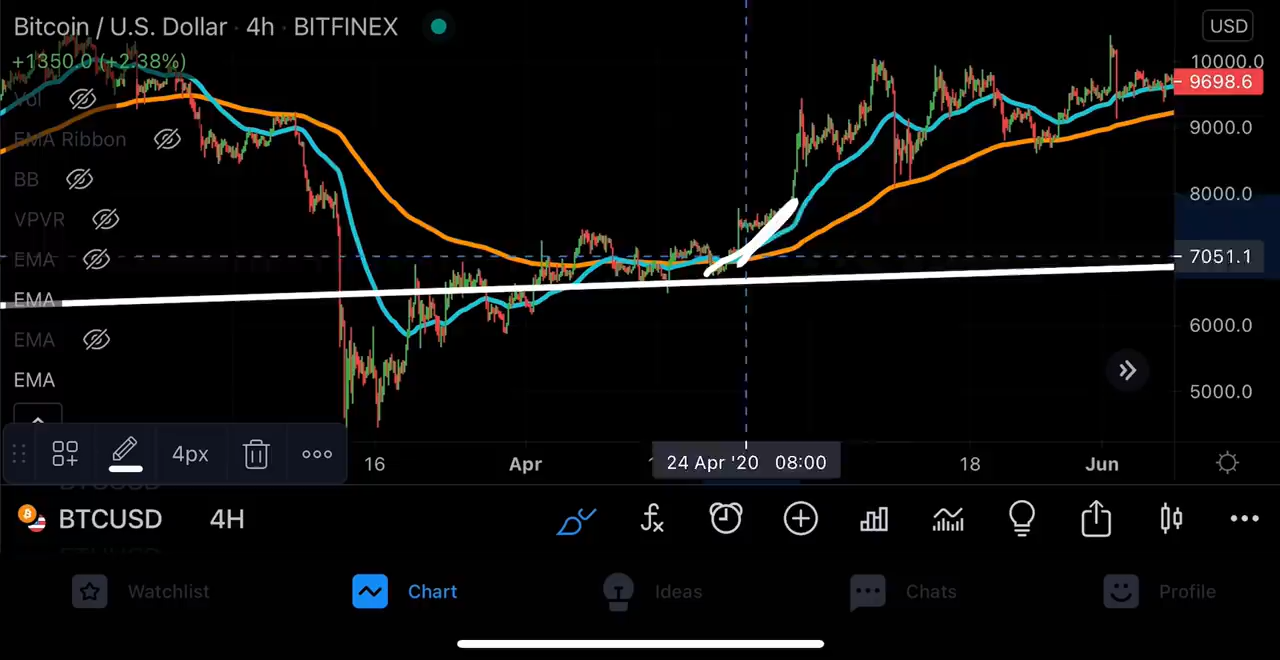 Bitcoin / U.S. Dollar · 4h · BITFINEX
USD
+1350.0 (+2.38%)
10000.0
9698.6
Vol
9000.0
EMA Ribbon
BB
8000.0
VPVR
EMA
7051.1
EMA
6000.0
EMA
EMA
5000.0
4px
16
Apr
24 Apr '20 08:00
18
Jun
BTCUSD
4H
fx
Watchlist
Chart
Ideas
Chats
Profile